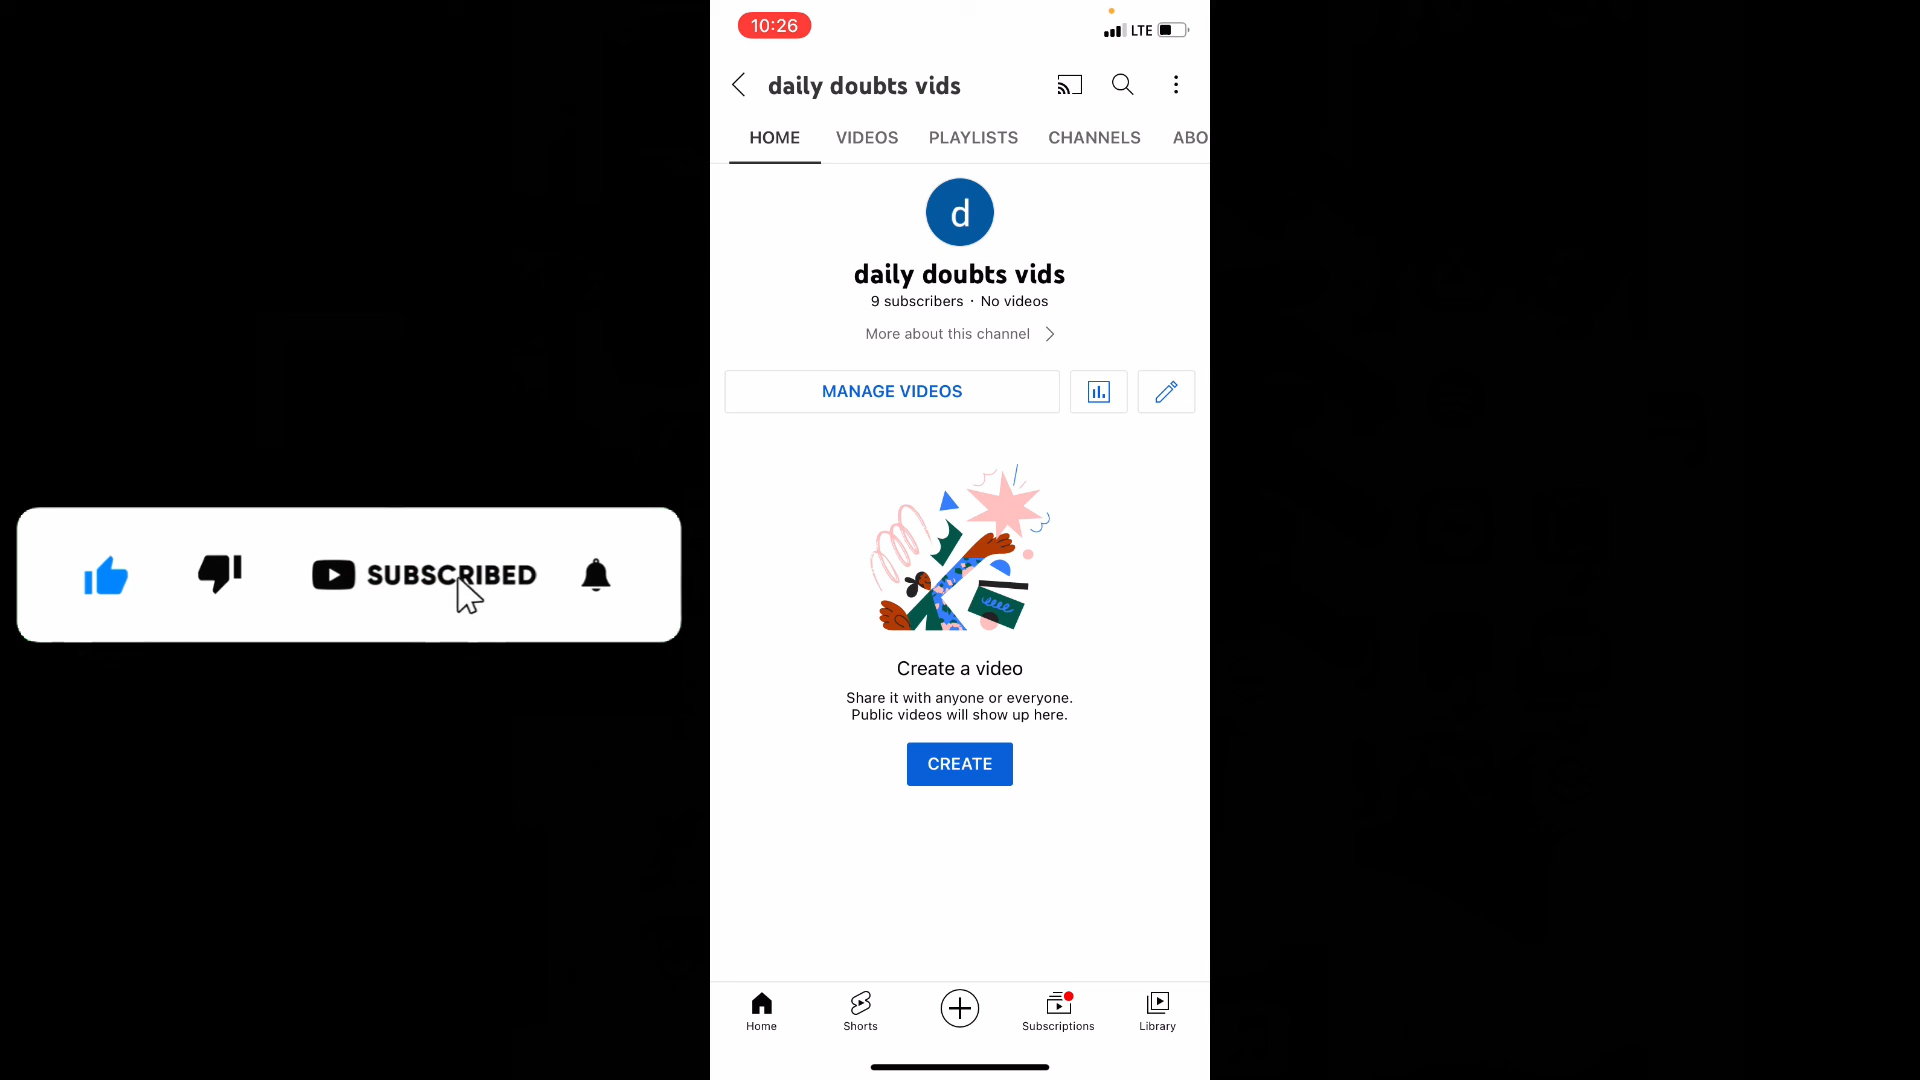 10:26
LTE
daily doubts vids
HOME VIDEOS PLAYLISTS CHANNELS ABO
d
daily doubts vids
9 subscribers · No videos
More about this channel
MANAGE VIDEOS
SUBSCRIBED
Create a video
Share it with anyone or everyone.
Public videos will show up here.
CREATE
Home Shorts Subscriptions Library